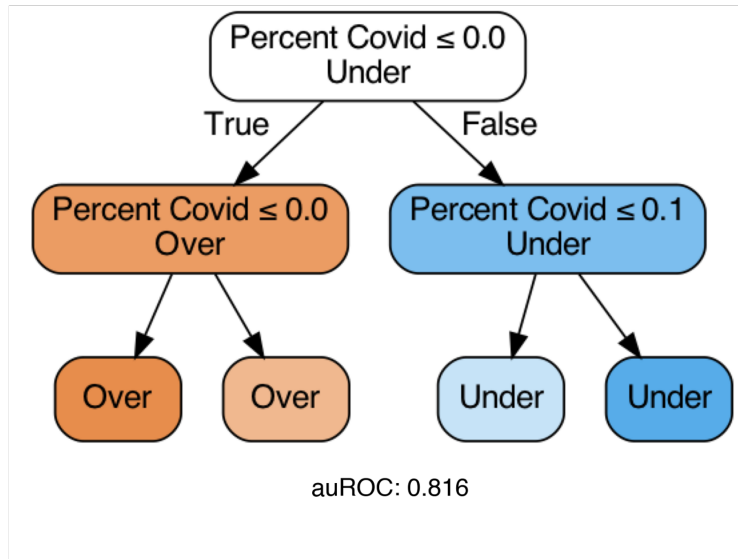 Percent Covid ≤ 0.0
Under
True
False
Percent Covid ≤ 0.0
Over
Percent Covid ≤ 0.1
Under
Over
Over
Under
Under
auROC: 0.816